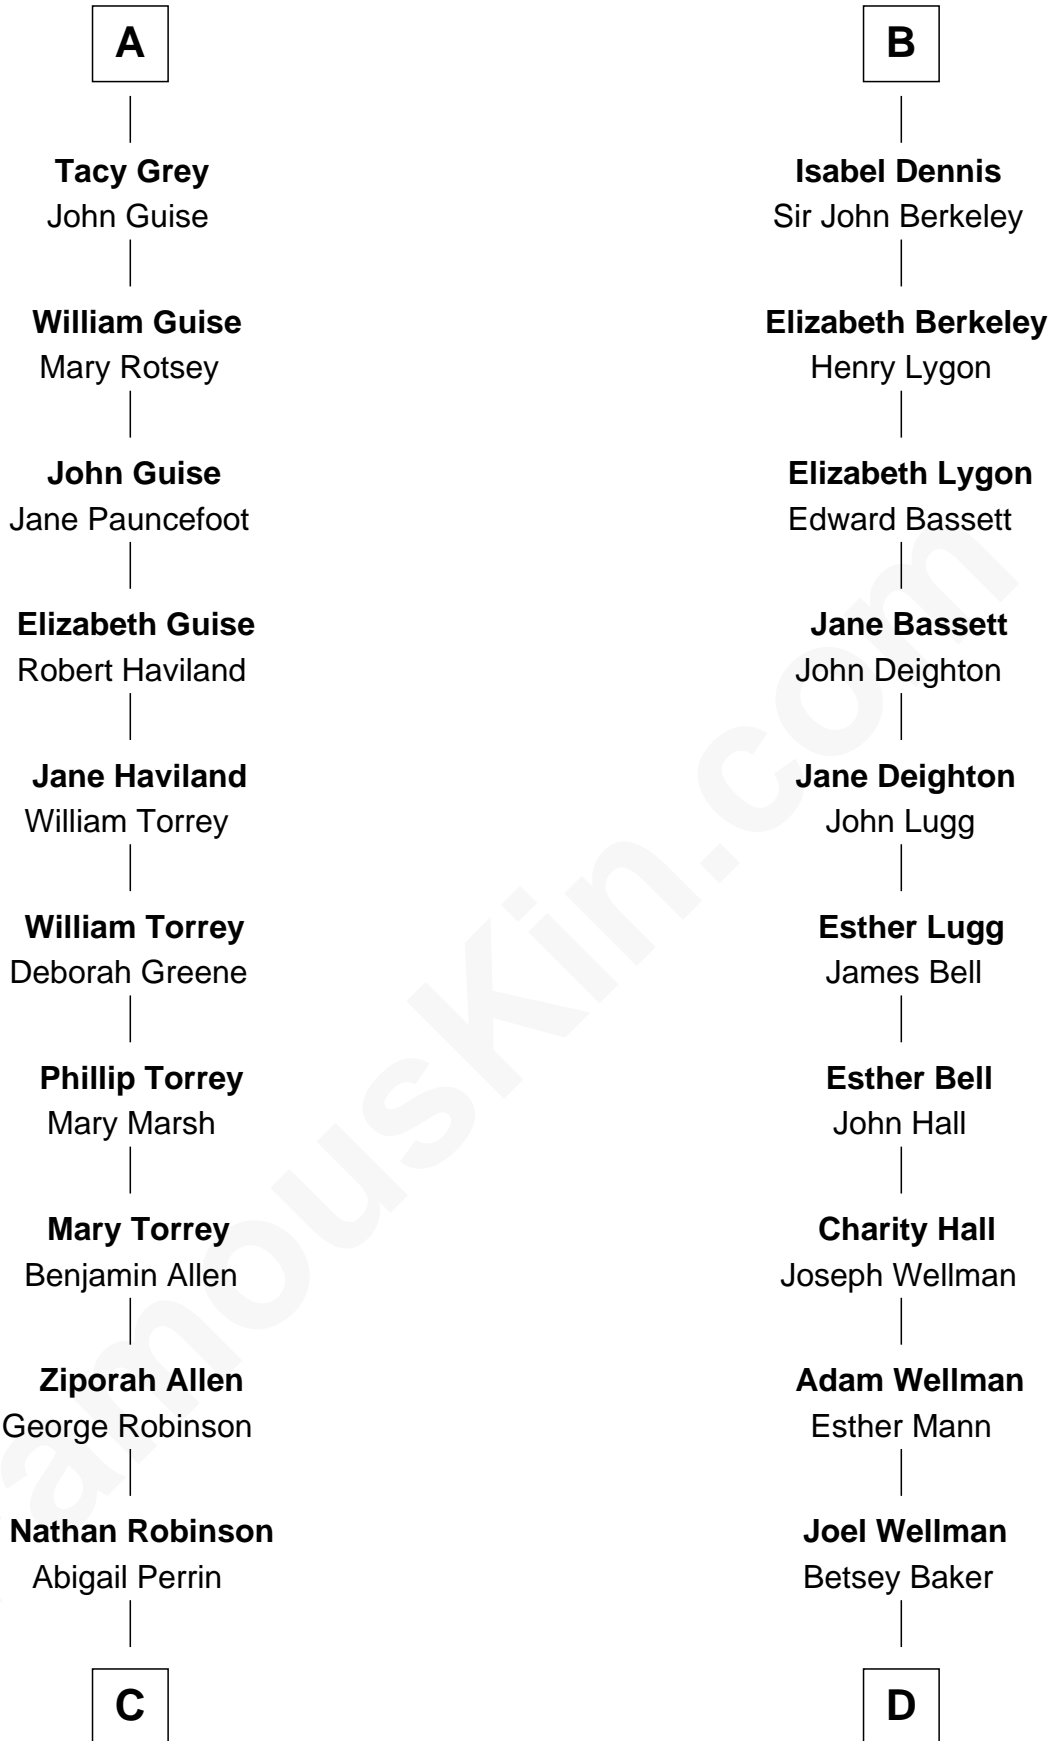 A
Tacy Grey
John Guise
William Guise
Mary Rotsey
John Guise
Jane Pauncefoot
Elizabeth Guise
Robert Haviland
Jane Haviland
William Torrey
William Torrey
Deborah Greene
Phillip Torrey
Mary Marsh
Mary Torrey
Benjamin Allen
Ziporah Allen
George Robinson
Nathan Robinson
Abigail Perrin
C
B
Isabel Dennis
Sir John Berkeley
Elizabeth Berkeley
Henry Lygon
Elizabeth Lygon
Edward Bassett
Jane Bassett
John Deighton
Jane Deighton
John Lugg
Esther Lugg
James Bell
Esther Bell
John Hall
Charity Hall
Joseph Wellman
Adam Wellman
Esther Mann
Joel Wellman
Betsey Baker
D
amouskin.com